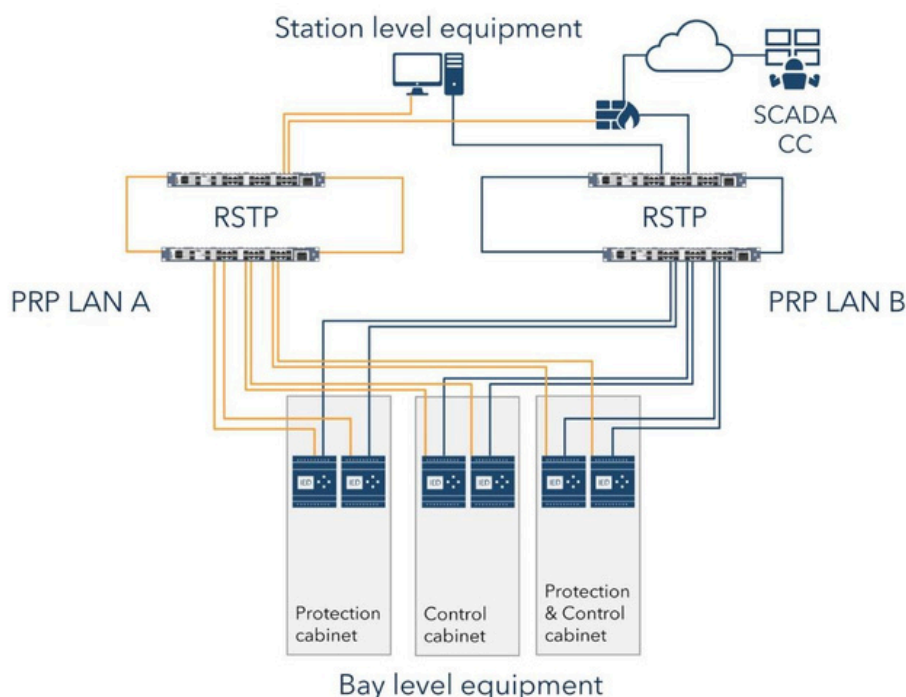 Station level equipment
SCADA
CC
RSTP
RSTP
PRP LAN A
PRP LAN B
IED
IED
IED
IED
IED
IED
Protection
cabinet
Control
cabinet
Protection
& Control
cabinet
Bay level equipment